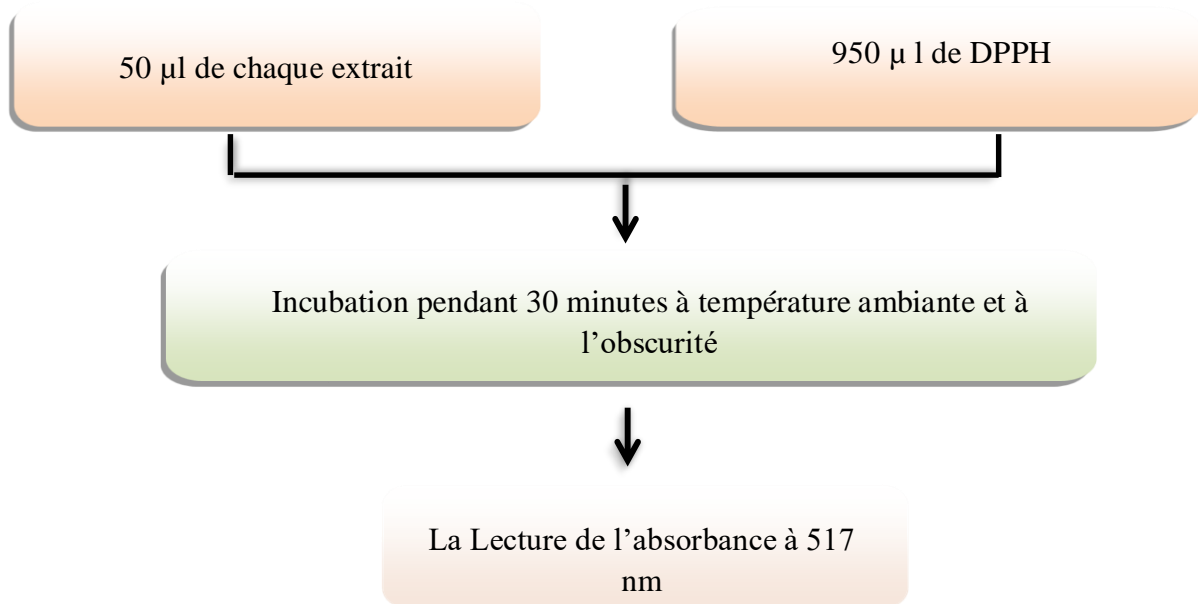 50 µl de chaque extrait
950 µ l de DPPH
Incubation pendant 30 minutes à température ambiante et à
l’obscurité
La Lecture de l’absorbance à 517
nm